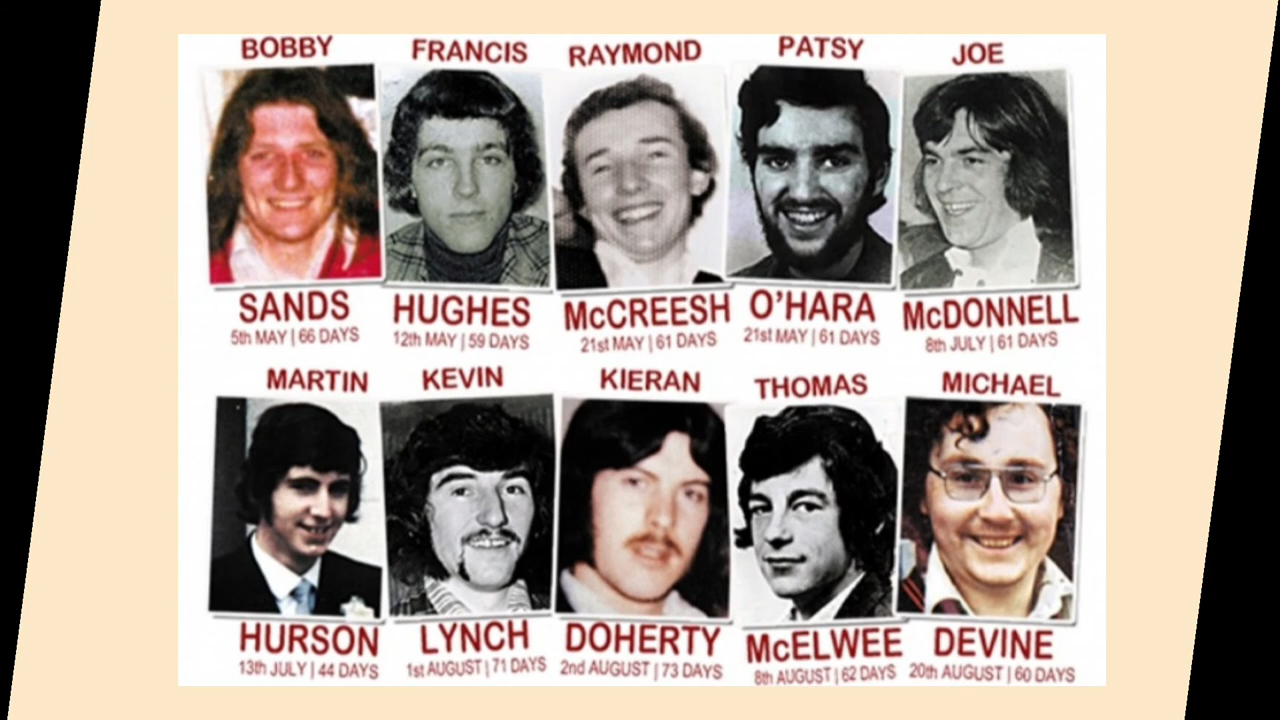 BOBBY FRANCIS RAYMOND PATSY JOE
SANDS HUGHES McCREESH O'HARA McDONNELL
5th MAY | 66 DAYS 12th MAY | 59 DAYS 21st MAY | 61 DAYS 21st MAY | 61 DAYS 8th JULY | 61 DAYS
MARTIN KEVIN KIERAN THOMAS MICHAEL
HURSON LYNCH DOHERTY McELWEE DEVINE
13th JULY | 44 DAYS 1st AUGUST | 71 DAYS 2nd AUGUST | 73 DAYS 8th AUGUST | 62 DAYS 20th AUGUST | 60 DAYS